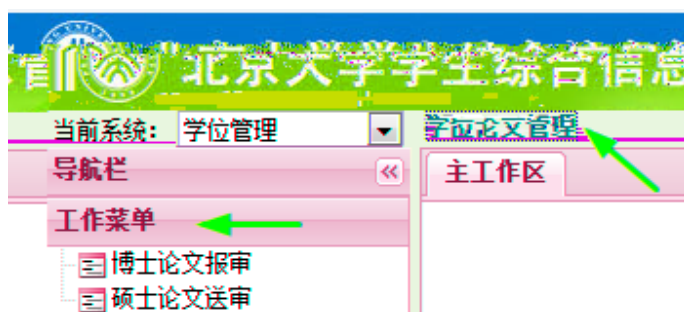 北京大学学生综合信息
当前系统： 学位管理 学位论文管理
导航栏
主工作区
工作菜单
博士论文报审
硕士论文送审